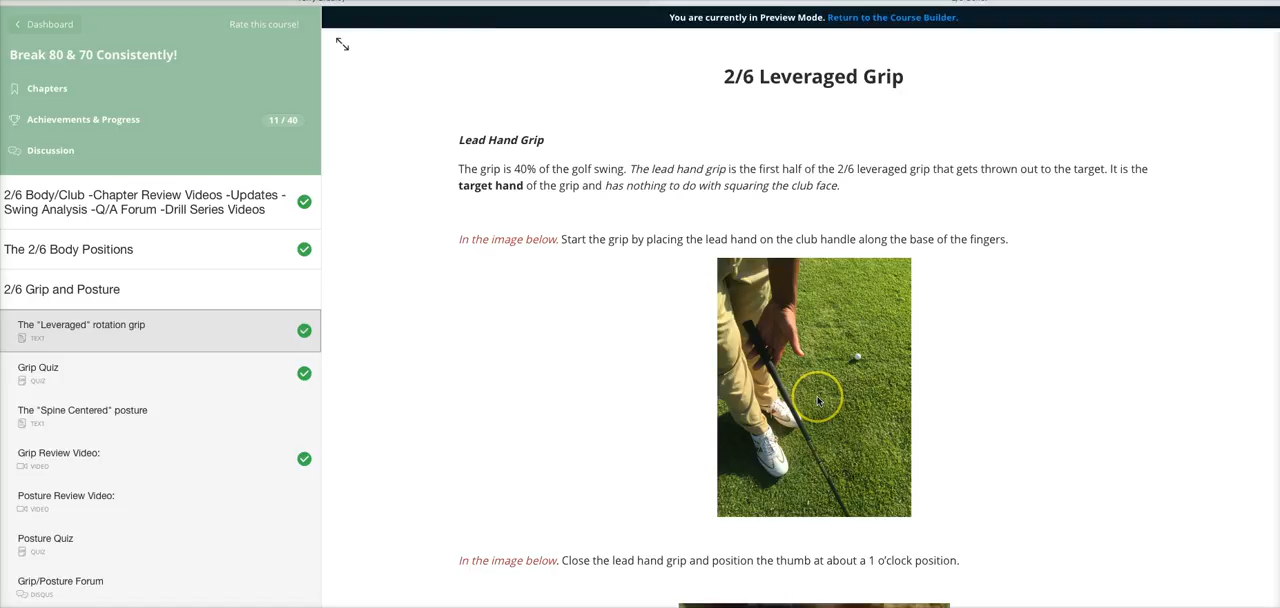 You are currently in Preview Mode. Return to the Course Builder.
Dashboard
Rate this course!
Break 80 & 70 Consistently!
Chapters
Achievements & Progress
11 / 40
Discussion
2/6 Body/Club -Chapter Review Videos -Updates -
Swing Analysis -Q/A Forum -Drill Series Videos
The 2/6 Body Positions
2/6 Grip and Posture
The "Leveraged" rotation grip
TEXT
Grip Quiz
QUIZ
The "Spine Centered" posture
TEXT
Grip Review Video:
VIDEO
Posture Review Video:
VIDEO
Posture Quiz
QUIZ
Grip/Posture Forum
DISQUS
2/6 Leveraged Grip
Lead Hand Grip
The grip is 40% of the golf swing. The lead hand grip is the first half of the 2/6 leveraged grip that gets thrown out to the target. It is the
target hand of the grip and has nothing to do with squaring the club face.
In the image below. Start the grip by placing the lead hand on the club handle along the base of the fingers.
In the image below. Close the lead hand grip and position the thumb at about a 1 o'clock position.